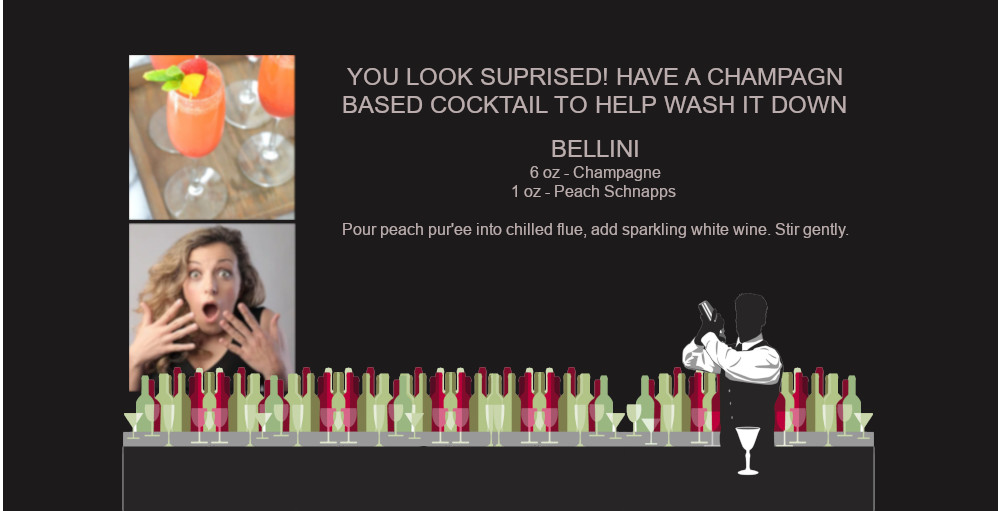 YOU LOOK SUPRISED! HAVE A CHAMPAGN
BASED COCKTAIL TO HELP WASH IT DOWN
BELLINI
6 oz - Champagne
1 oz - Peach Schnapps
Pour peach pur'ee into chilled flue, add sparkling white wine. Stir gently.